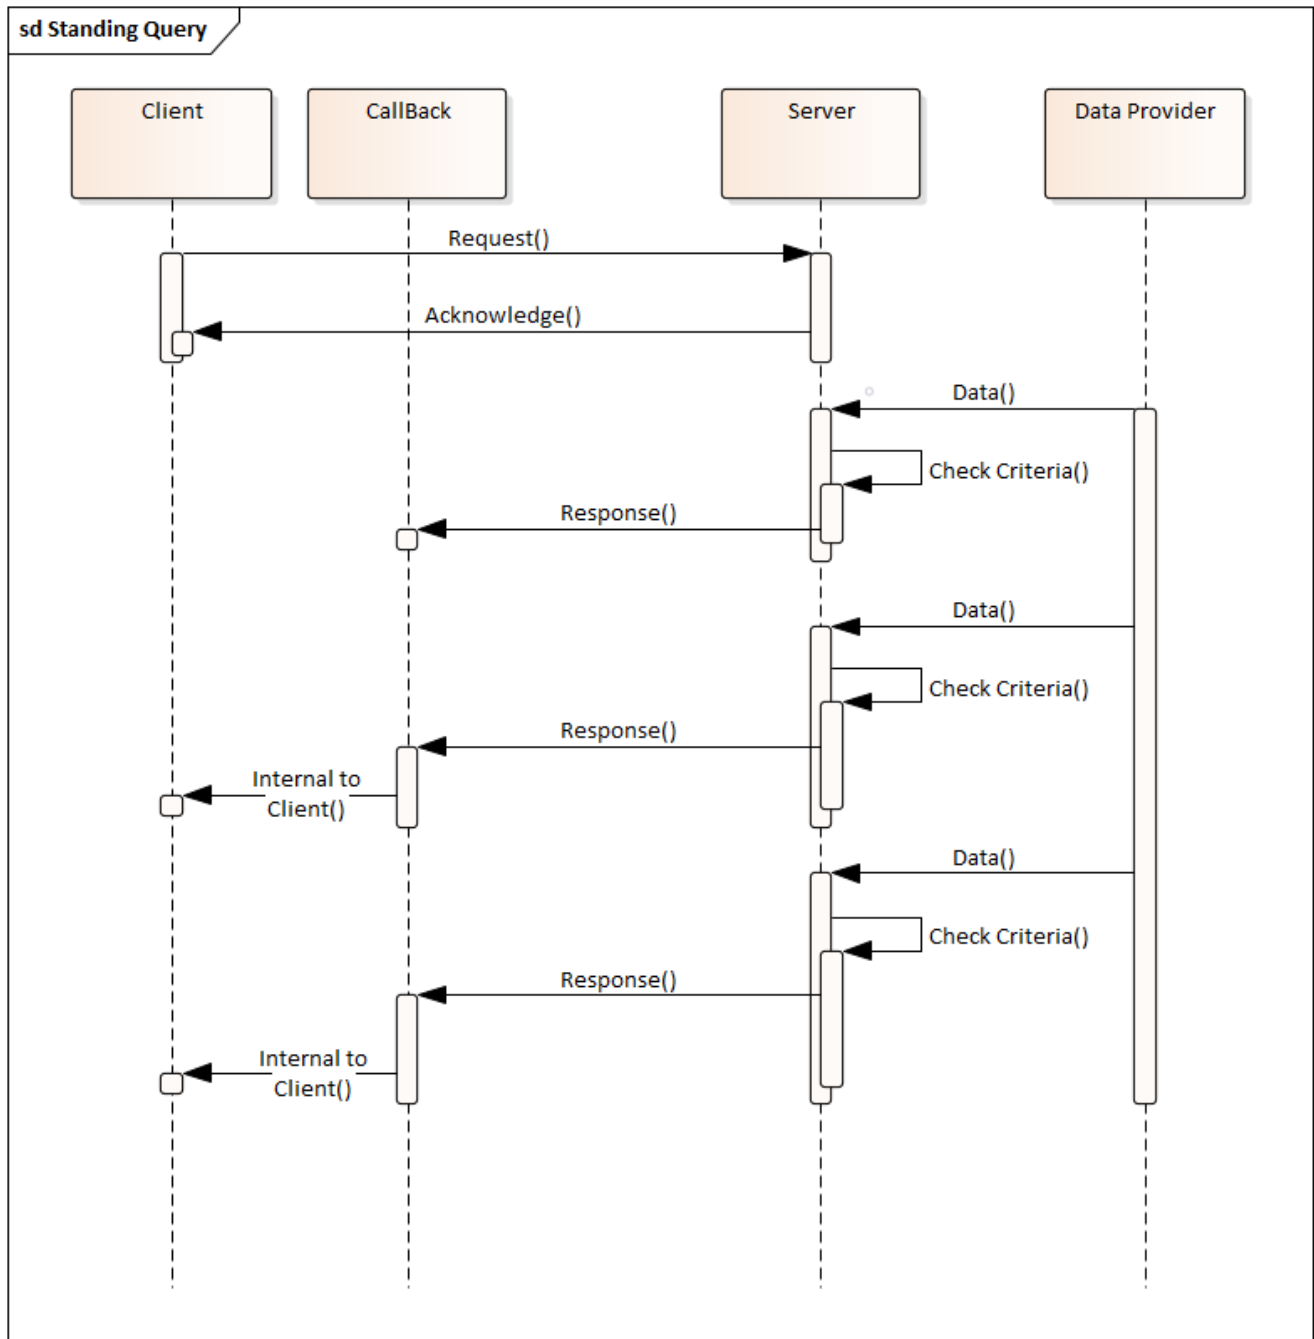 sd Standing Query
Client
CallBack
Server
Data Provider
Request()
Acknowledge()
Data()
Check Criteria()
Response()
Data()
Check Criteria()
Response()
Internal to
Client()
Data()
Check Criteria()
Response()
Internal to
Client()